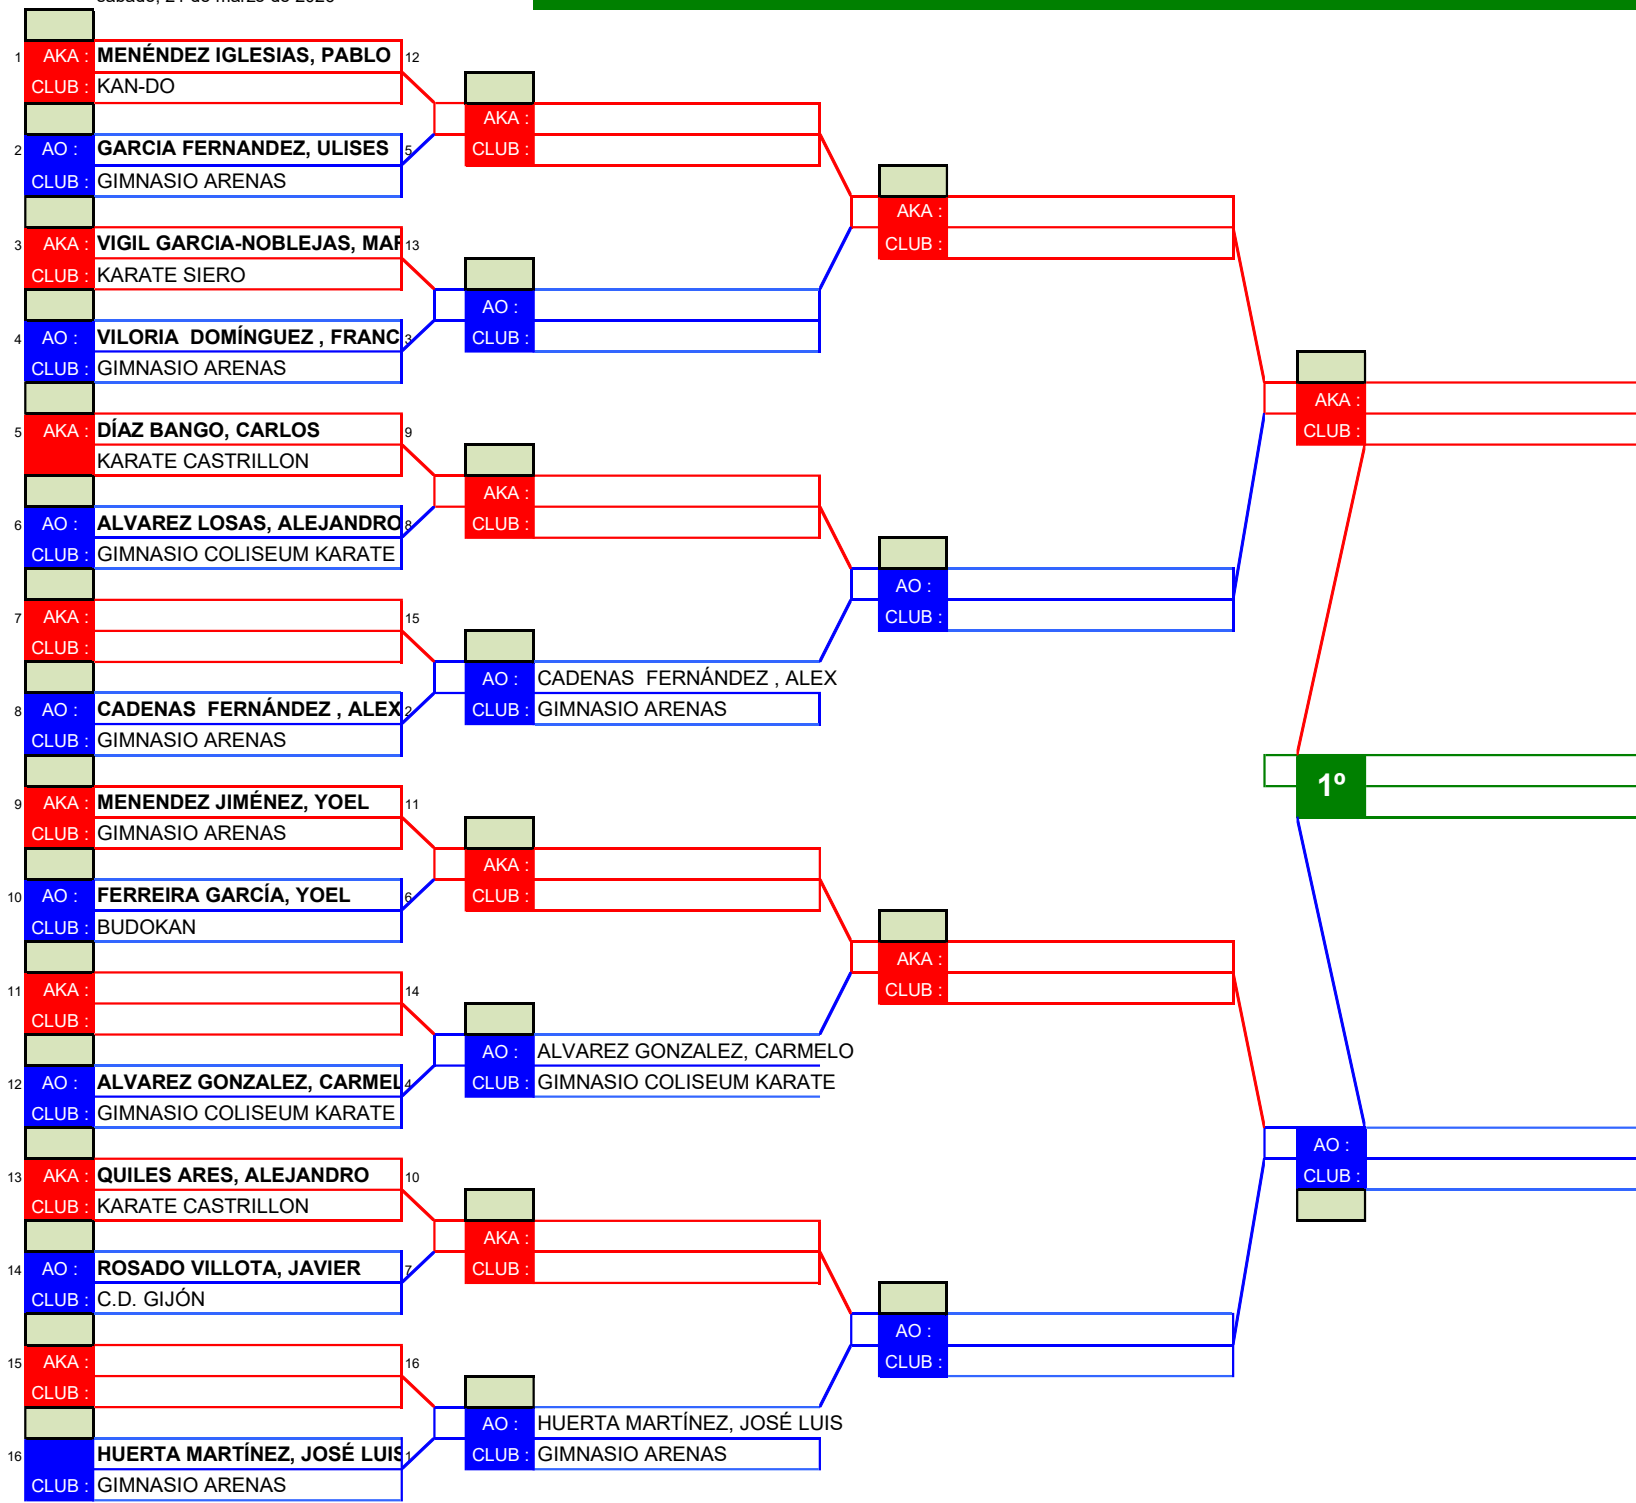 1 AKA : MENÉNDEZ IGLESIAS, PABLO 12
CLUB : KAN-DO
2 AO : GARCIA FERNANDEZ, ULISES 5
CLUB : GIMNASIO ARENAS
3 AKA : VIGIL GARCIA-NOBLEJAS, MAR 13
CLUB : KARATE SIERO
4 AO : VILORIA DOMÍNGUEZ , FRANC 3
CLUB : GIMNASIO ARENAS
5 AKA : DÍAZ BANGO, CARLOS 9
KARATE CASTRILLON
6 AO : ALVAREZ LOSAS, ALEJANDRO 8
CLUB : GIMNASIO COLISEUM KARATE
7 AKA : 15
CLUB :
8 AO : CADENAS FERNÁNDEZ , ALEX 2
CLUB : GIMNASIO ARENAS
9 AKA : MENENDEZ JIMÉNEZ, YOEL 11
CLUB : GIMNASIO ARENAS
10 AO : FERREIRA GARCÍA, YOEL 6
CLUB : BUDOKAN
11 AKA : 14
CLUB :
12 AO : ALVAREZ GONZALEZ, CARMEL 4
CLUB : GIMNASIO COLISEUM KARATE
13 AKA : QUILES ARES, ALEJANDRO 10
CLUB : KARATE CASTRILLON
14 AO : ROSADO VILLOTA, JAVIER 7
CLUB : C.D. GIJÓN
15 AKA : 16
CLUB :
16 HUERTA MARTÍNEZ, JOSÉ LUIS 1
CLUB : GIMNASIO ARENAS
AKA :
CLUB :
AO :
CLUB :
AKA :
CLUB :
AO : CADENAS FERNÁNDEZ , ALEX
CLUB : GIMNASIO ARENAS
AKA :
CLUB :
AO : ALVAREZ GONZALEZ, CARMELO
CLUB : GIMNASIO COLISEUM KARATE
AKA :
CLUB :
AO : HUERTA MARTÍNEZ, JOSÉ LUIS
CLUB : GIMNASIO ARENAS
AKA :
CLUB :
AO :
CLUB :
AKA :
CLUB :
AO :
CLUB :
AKA :
CLUB :
1º
AO :
CLUB :